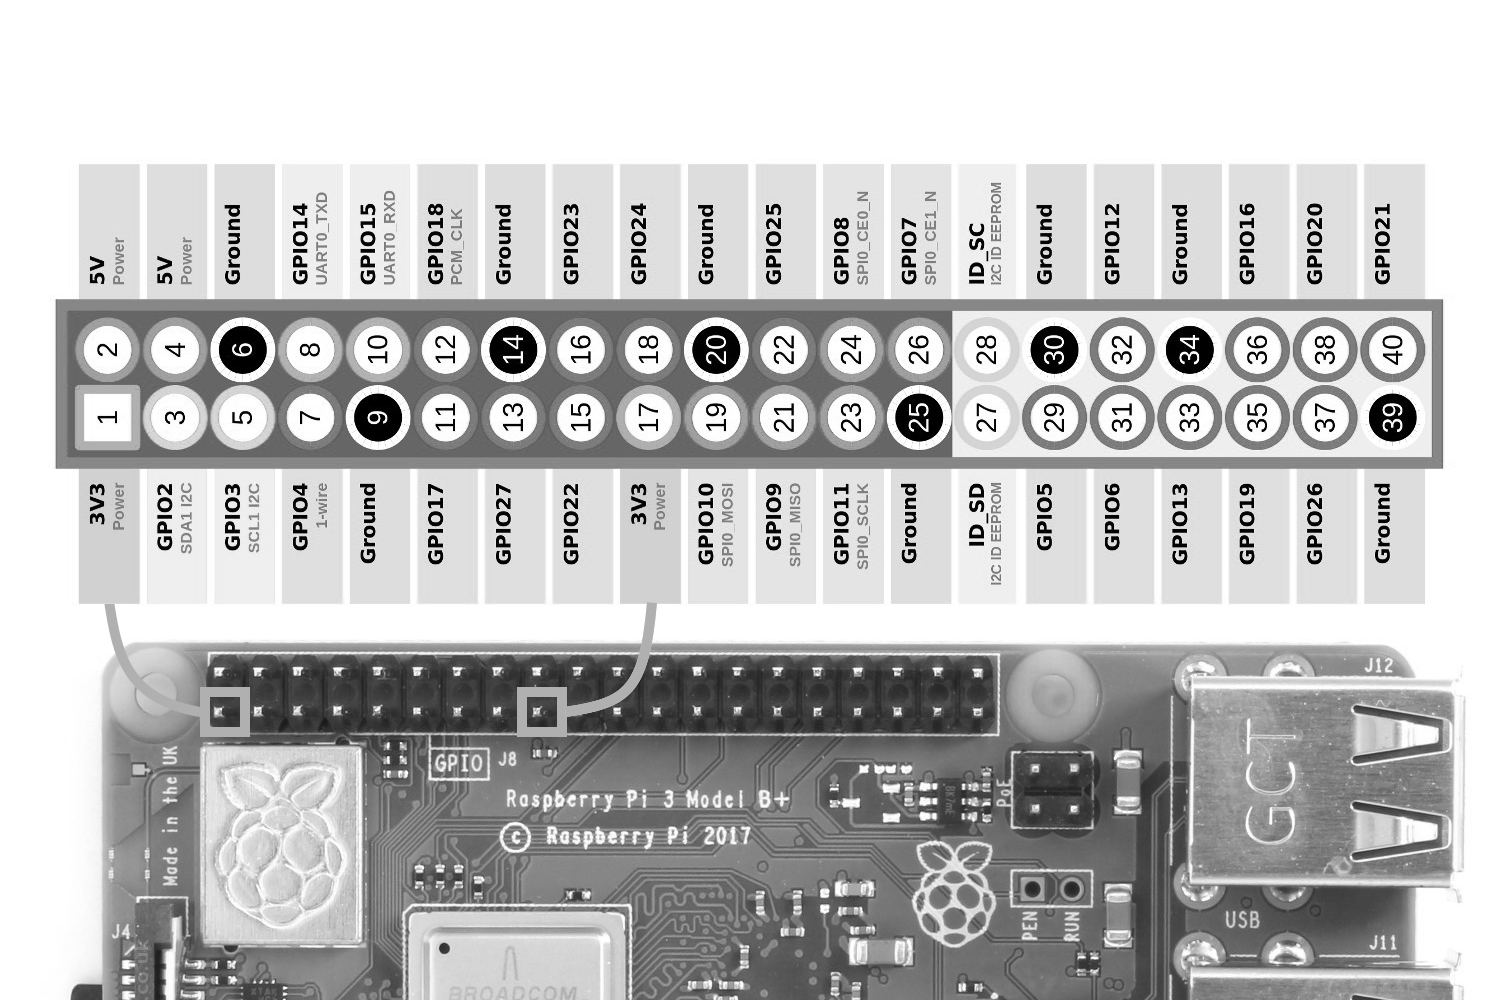 5V
Power
5V
Power
Ground
GPIO14
UART0_TXD
GPIO15
UART0_RXD
GPIO18
PCM_CLK
Ground
GPIO23
GPIO24
Ground
GPIO25
GPIO8
SPI0_CE0_N
GPIO7
SPI0_CE1_N
ID_SC
I2C ID EEPROM
Ground
GPIO12
Ground
GPIO16
GPIO20
GPIO21
2 4 6 8 10 12 14 16 18 20 22 24 26 28 30 32 34 36 38 40
1 3 5 7 9 11 13 15 17 19 21 23 25 27 29 31 33 35 37 39
3V3
Power
GPIO2
SDA1 I2C
GPIO3
SCL1 I2C
GPIO4
1-wire
Ground
GPIO17
GPIO27
GPIO22
3V3
Power
GPIO10
SPI0_MOSI
GPIO9
SPI0_MISO
GPIO11
SPI0_SCLK
Ground
ID_SD
I2C ID EEPROM
GPIO5
GPIO6
GPIO13
GPIO19
GPIO26
Ground
J12
GPIO J8
Made in the UK
Raspberry Pi 3 Model B+
c Raspberry Pi 2017
PoE
GCT
PEN
RUN
USB
J4
J11
BROADCOM